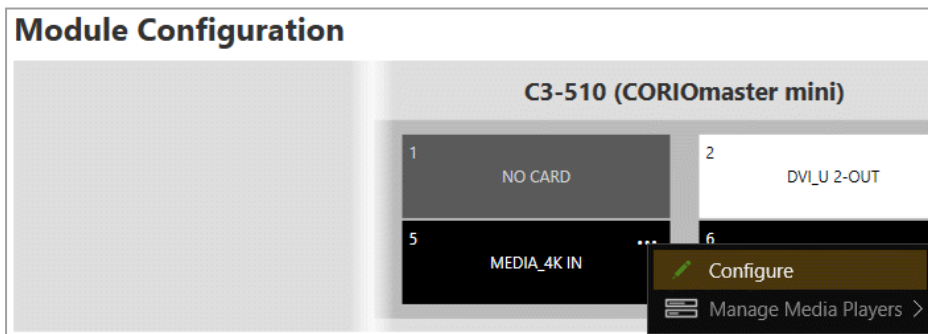 Module Configuration
C3-510 (CORIOmaster mini)
1
NO CARD
2
DVI_U 2-OUT
5
...
MEDIA_4K IN
6
Configure
Manage Media Players >